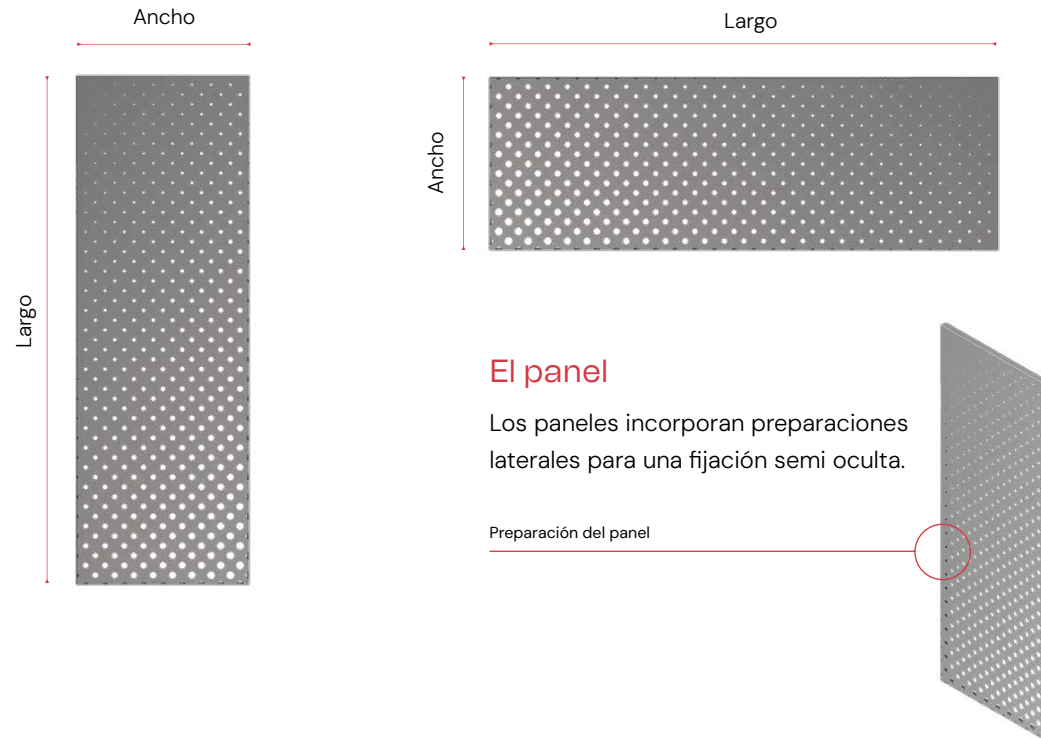 Ancho
Largo
Largo
Ancho
El panel
Los paneles incorporan preparaciones
laterales para una fijación semi oculta.
Preparación del panel